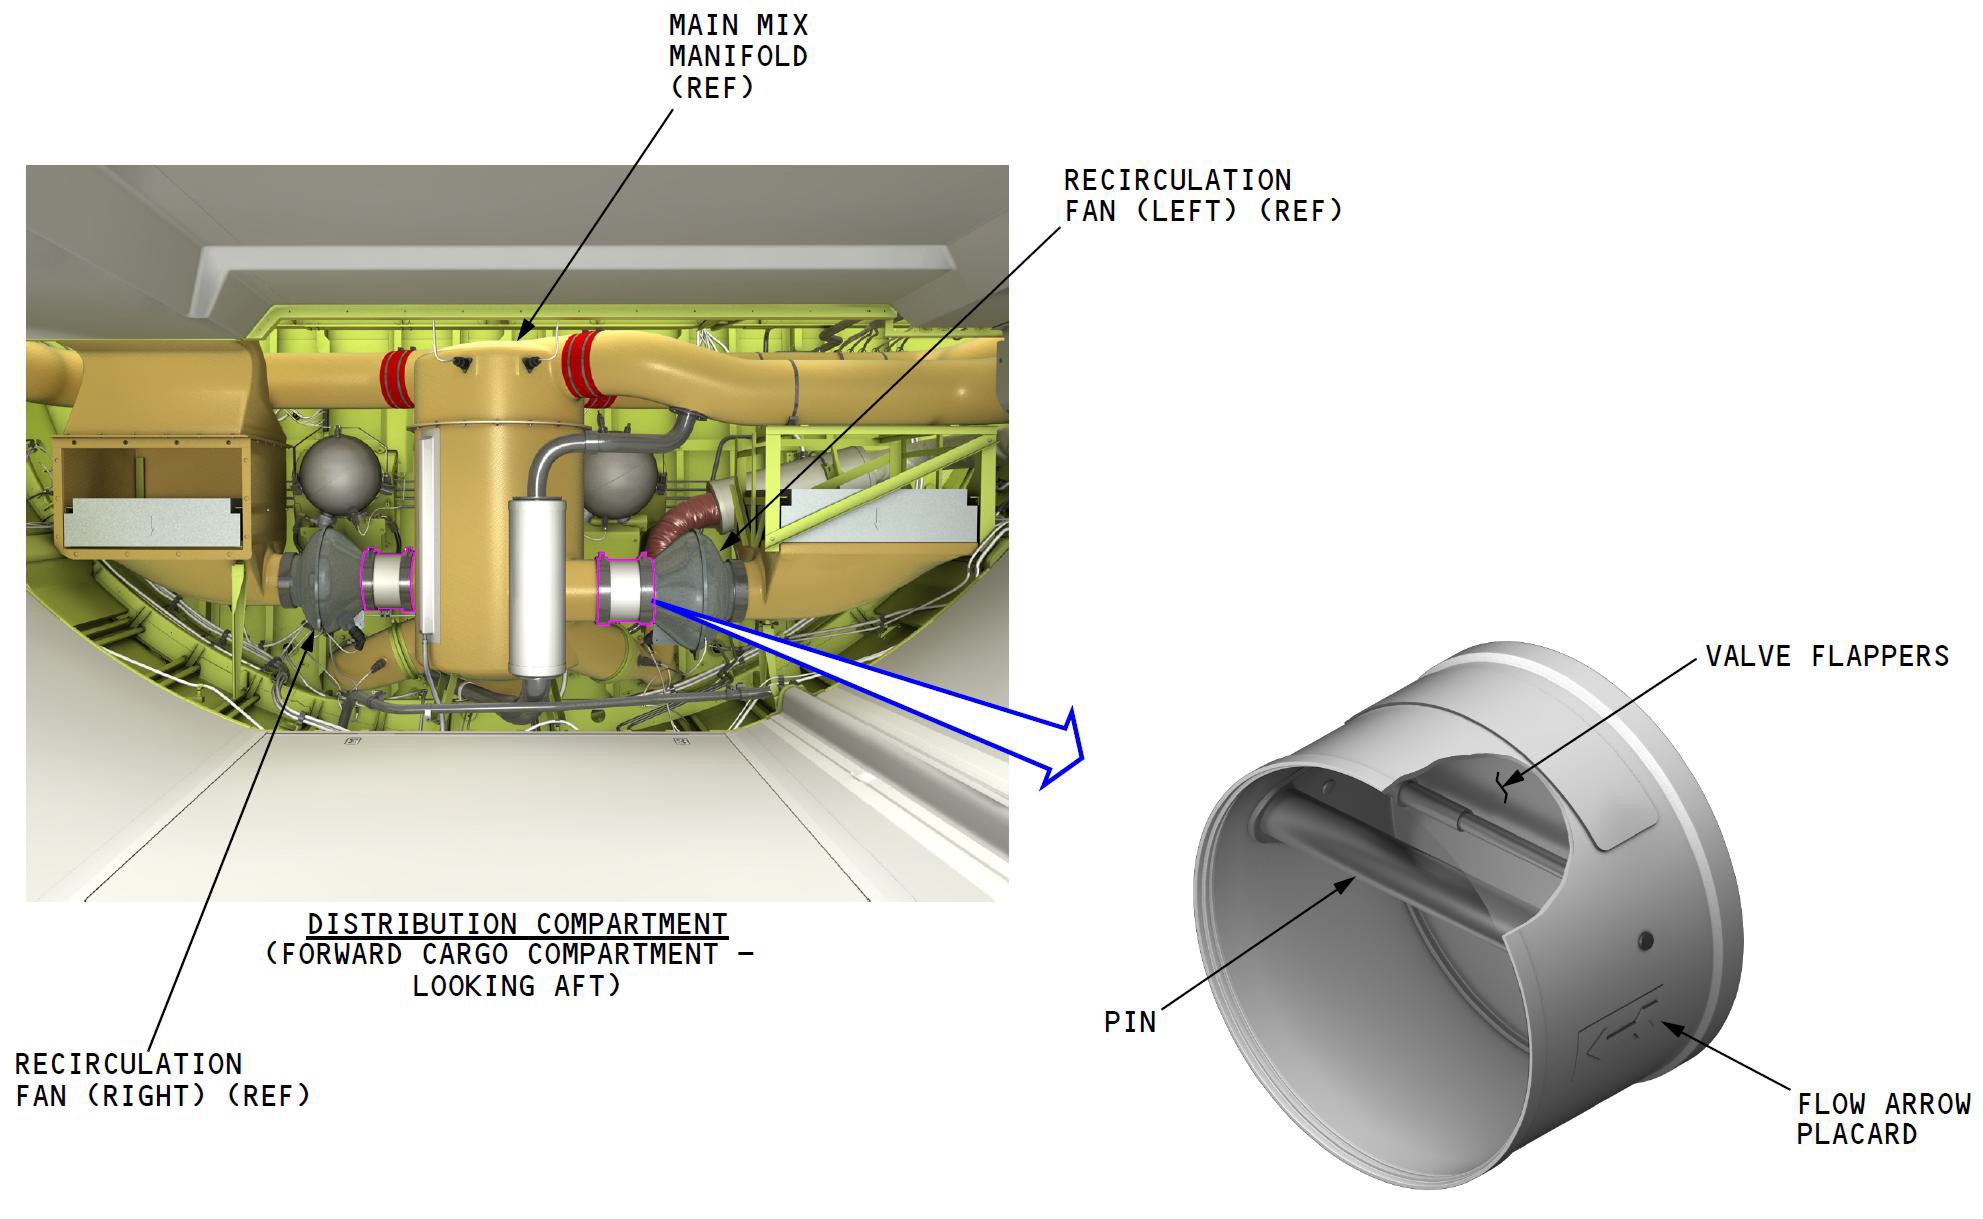 MAIN MIX
MANIFOLD
(REF)
RECIRCULATION
FAN (LEFT) (REF)
VALVE FLAPPERS
DISTRIBUTION COMPARTMENT
(FORWARD CARGO COMPARTMENT –
LOOKING AFT)
PIN
RECIRCULATION
FAN (RIGHT) (REF)
FLOW ARROW
PLACARD